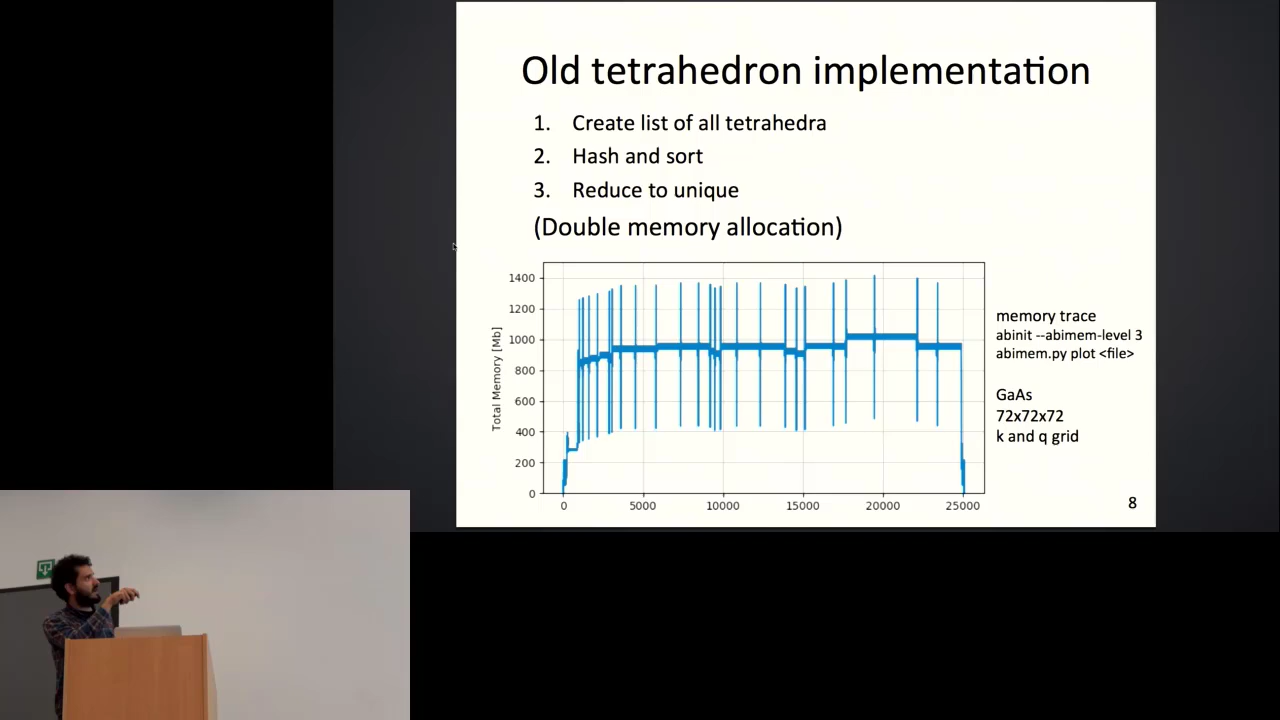 Old tetrahedron implementation
1. Create list of all tetrahedra
2. Hash and sort
3. Reduce to unique
(Double memory allocation)
1400
1200
1000
800
600
400
200
0
Total Memory [Mb]
0 5000 10000 15000 20000 25000
memory trace
abinit --abimem-level 3
abimem.py plot <file>
GaAs
72x72x72
k and q grid
8